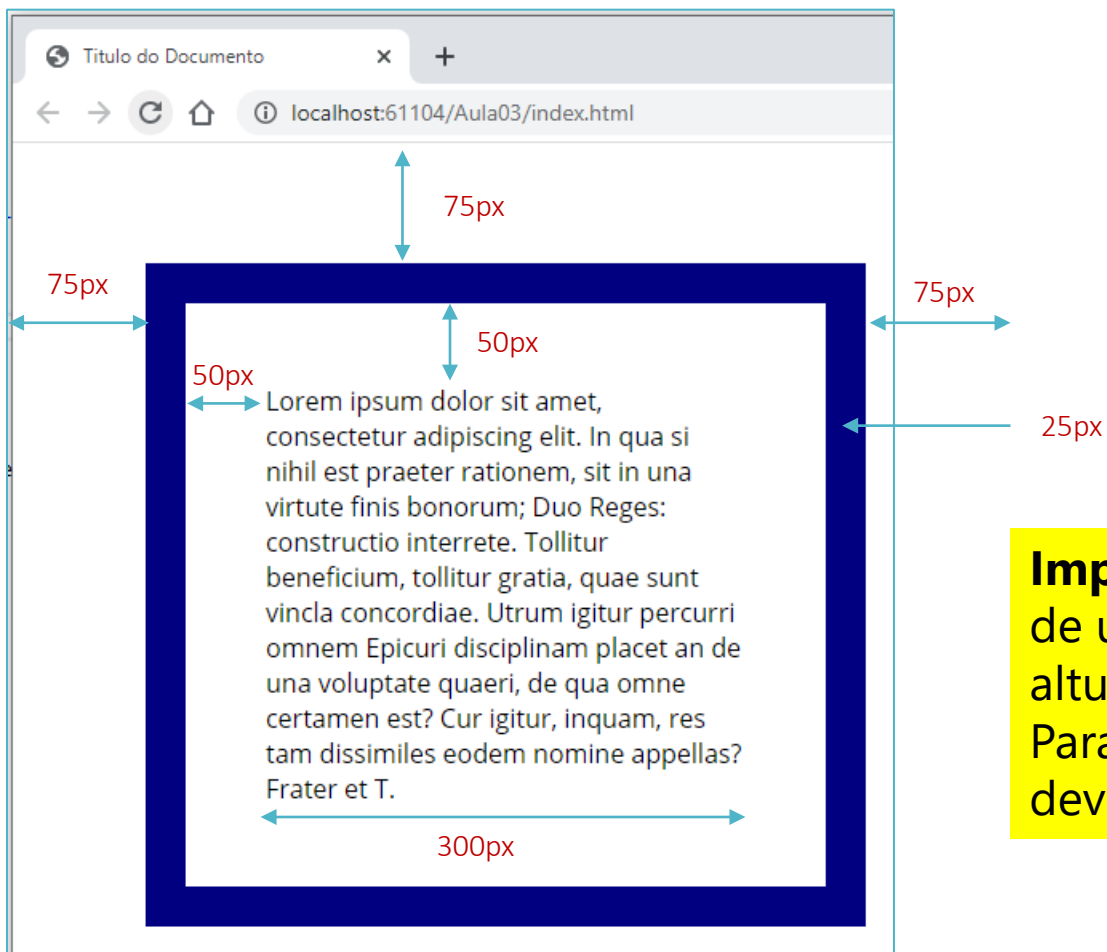 Titulo do Documento
localhost:61104/Aula03/index.html
75px
75px
75px
50px
50px
25px
Lorem ipsum dolor sit amet,
consectetur adipiscing elit. In qua si
nihil est praeter rationem, sit in una
virtute finis bonorum; Duo Reges:
constructio interrete. Tollitur
beneficium, tollitur gratia, quae sunt
vincla concordiae. Utrum igitur percurri
omnem Epicuri disciplinam placet an de
una voluptate quaeri, de qua omne
certamen est? Cur igitur, inquam, res
tam dissimiles eodem nomine appellas?
Frater et T.
300px
Imp
de u
altu
Para
dev